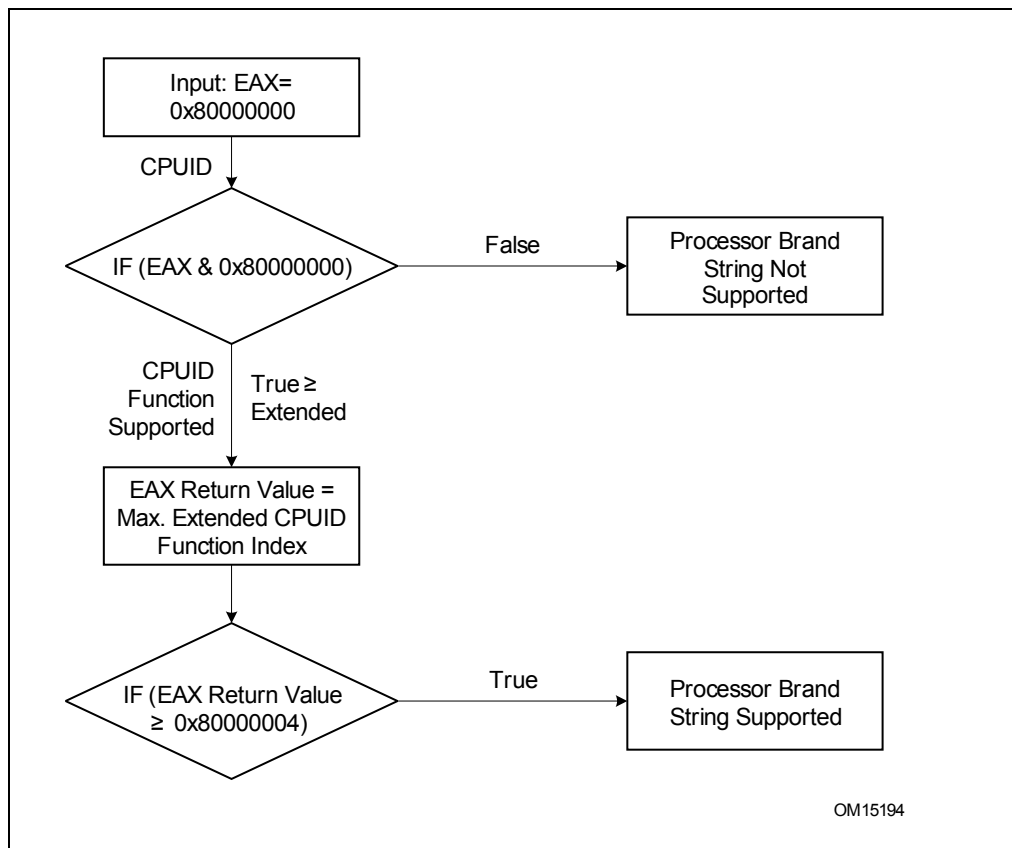 Input: EAX=
0x80000000
CPUID
IF (EAX & 0x80000000)
False
Processor Brand
String Not
Supported
CPUID
Function
Supported
True ≥
Extended
EAX Return Value =
Max. Extended CPUID
Function Index
IF (EAX Return Value
≥ 0x80000004)
True
Processor Brand
String Supported
OM15194